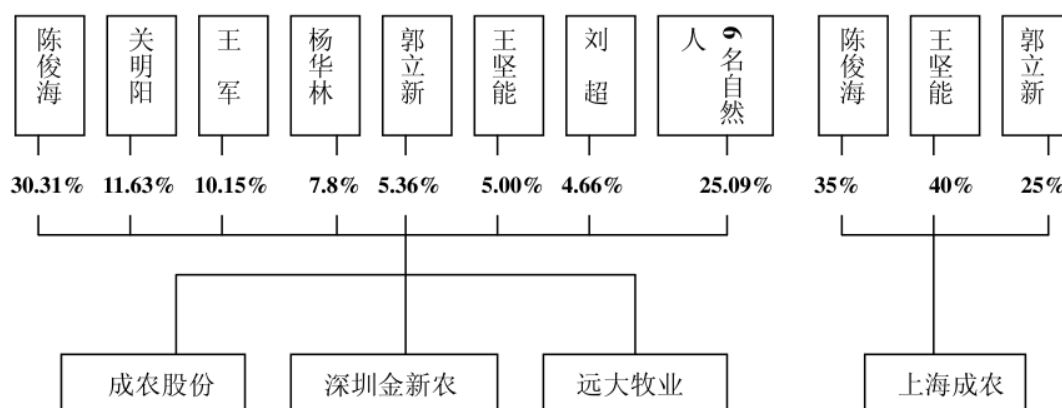 陈俊海
关明阳
王军
杨华林
郭立新
王坚能
刘超
6名自然人
陈俊海
王坚能
郭立新
30.31% 11.63% 10.15% 7.8% 5.36% 5.00% 4.66% 25.09% 35% 40% 25%
成农股份 深圳金新农 远大牧业 上海成农